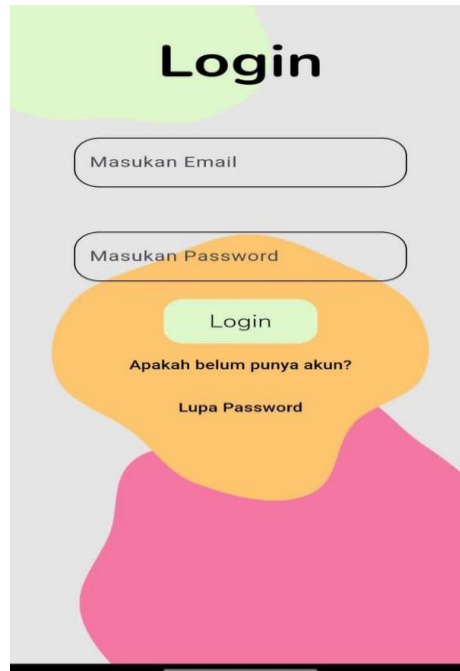 Login
Masukan Email
Masukan Password
Login
Apakah belum punya akun?
Lupa Password